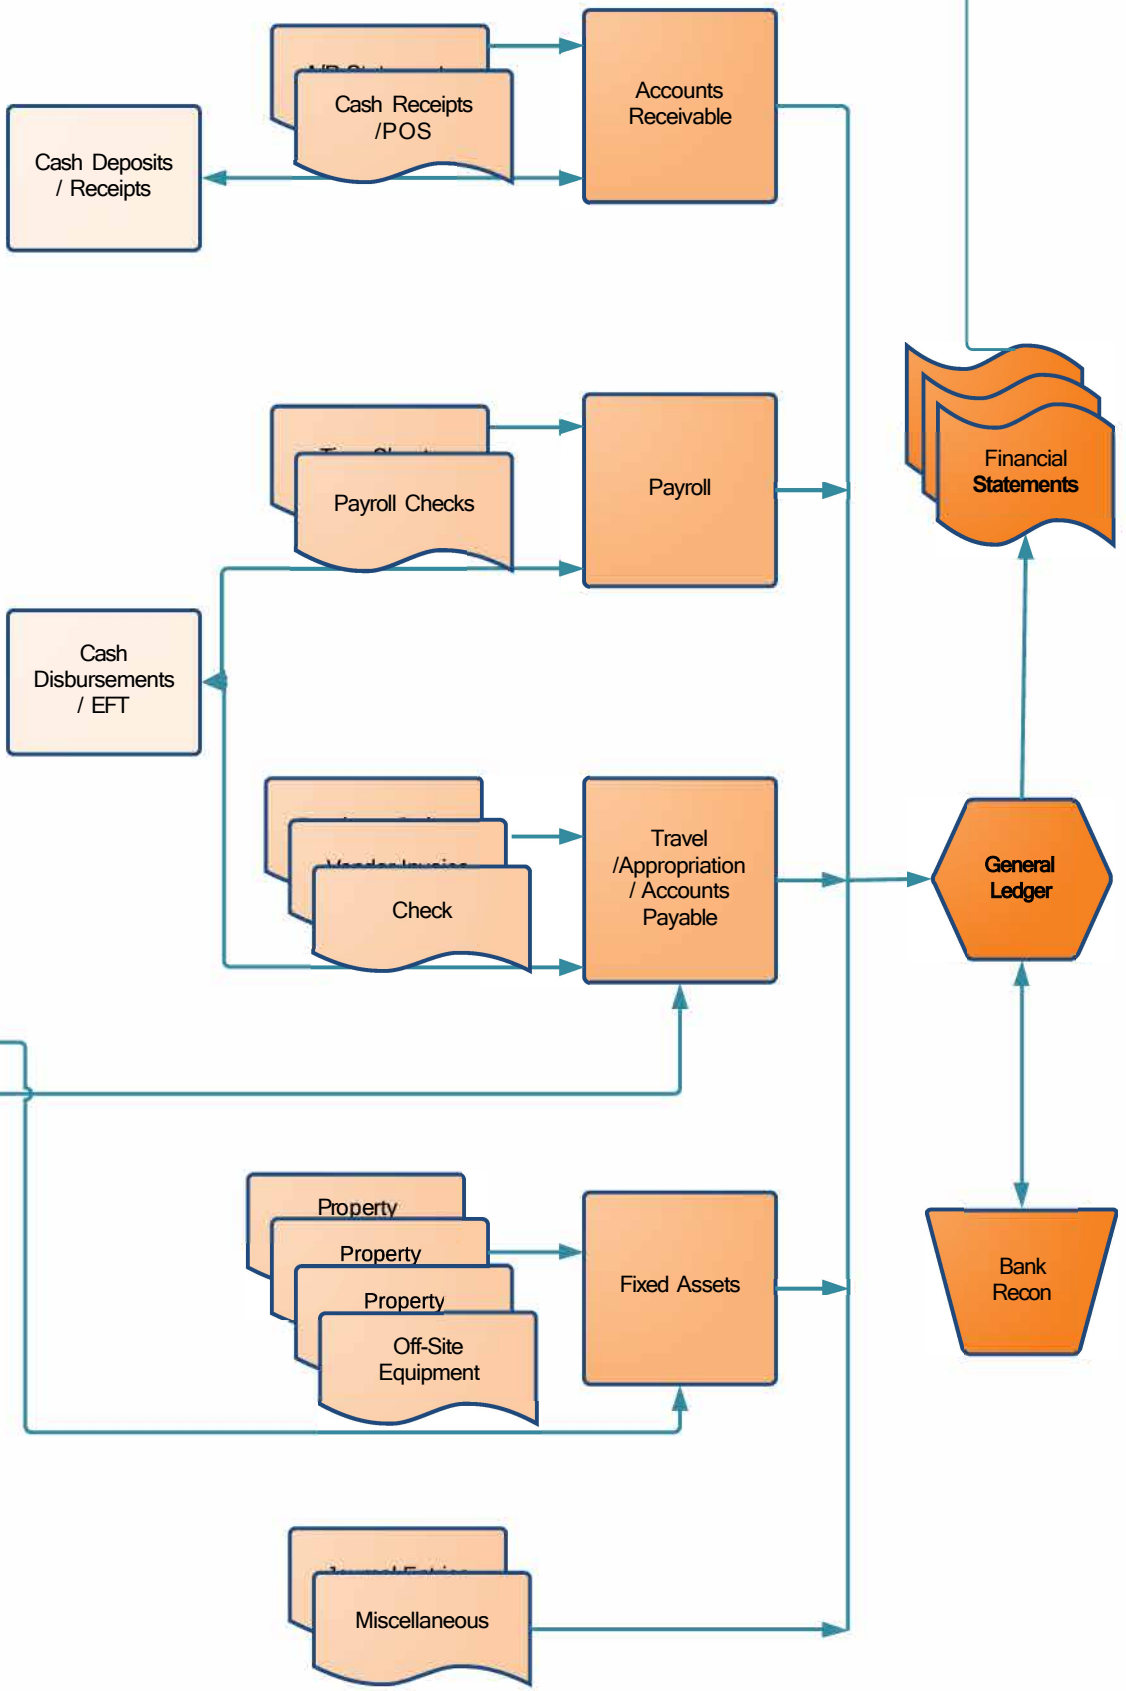 Cash Receipts
/POS
Accounts
Receivable
Cash Deposits
/ Receipts
Payroll Checks
Payroll
Financial
Statements
Cash
Disbursements
/ EFT
Check
Travel
/Appropriation
/ Accounts
Payable
General
Ledger
Property
Property
Property
Off-Site
Equipment
Fixed Assets
Bank
Recon
Miscellaneous